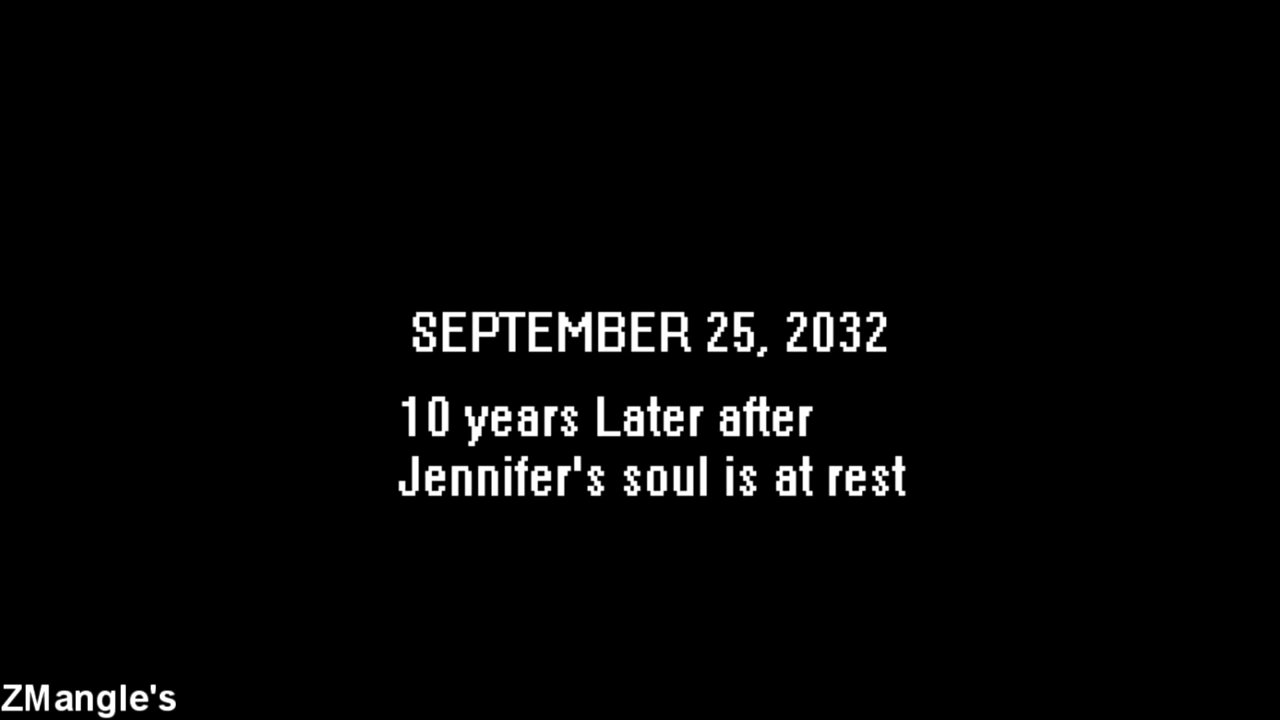 SEPTEMBER 25, 2032
10 years Later after
Jennifer's soul is at rest
ZMangle's